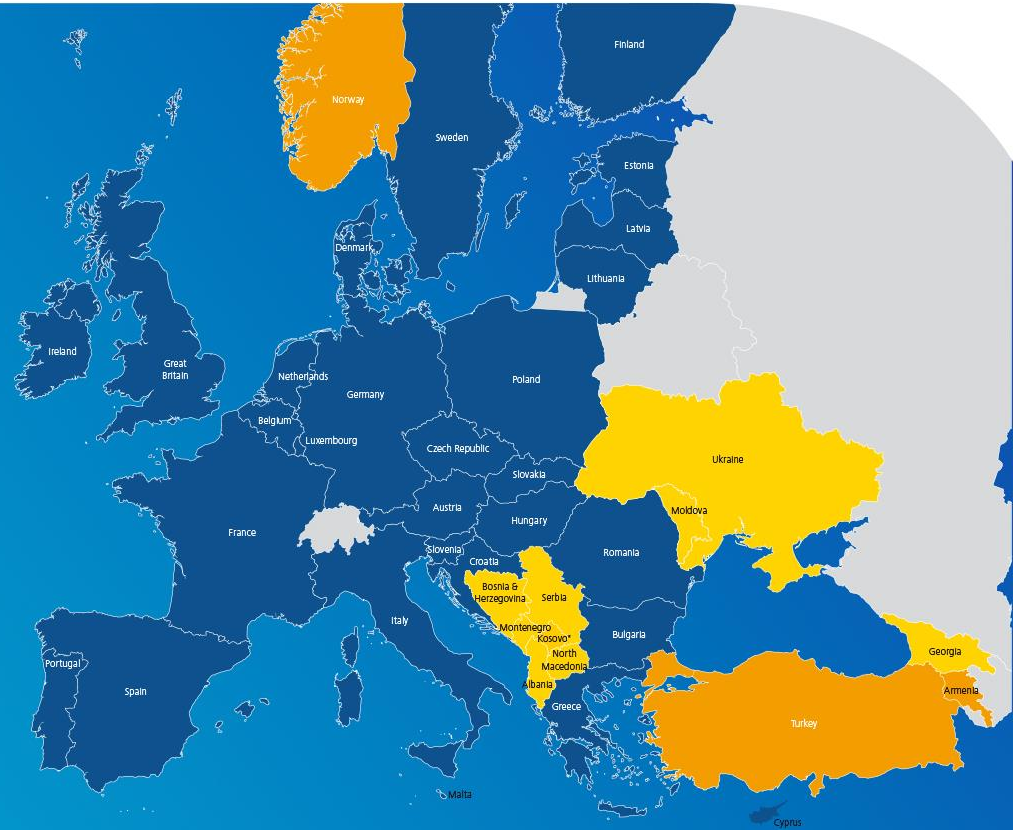 Finland
Norway
Sweden
Estonia
Latvia
Denmark
Lithuania
Ireland
Great
Britain
Netherlands
Poland
Germany
Belgium
Luxembourg
Czech Republic
Ukraine
Slovakia
Austria
Moldova
Hungary
France
Slovenia
Romania
Croatia
Bosnia &
Herzegovina
Serbia
Italy
Montenegro
Kosovo*
Bulgaria
Georgia
North
Macedonia
Portugal
Spain
Albania
Armenia
Greece
Turkey
Malta
Cyprus